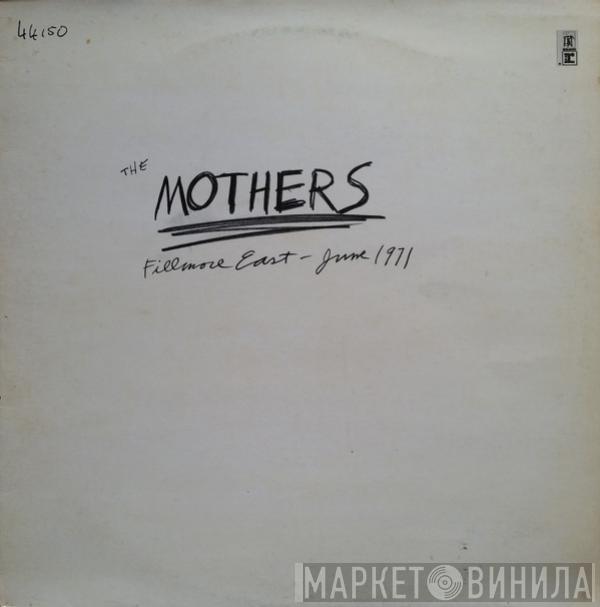 44150
THE
MOTHERS
Fillmore East - June 1971
МАРКЕТ ВИНИЛА